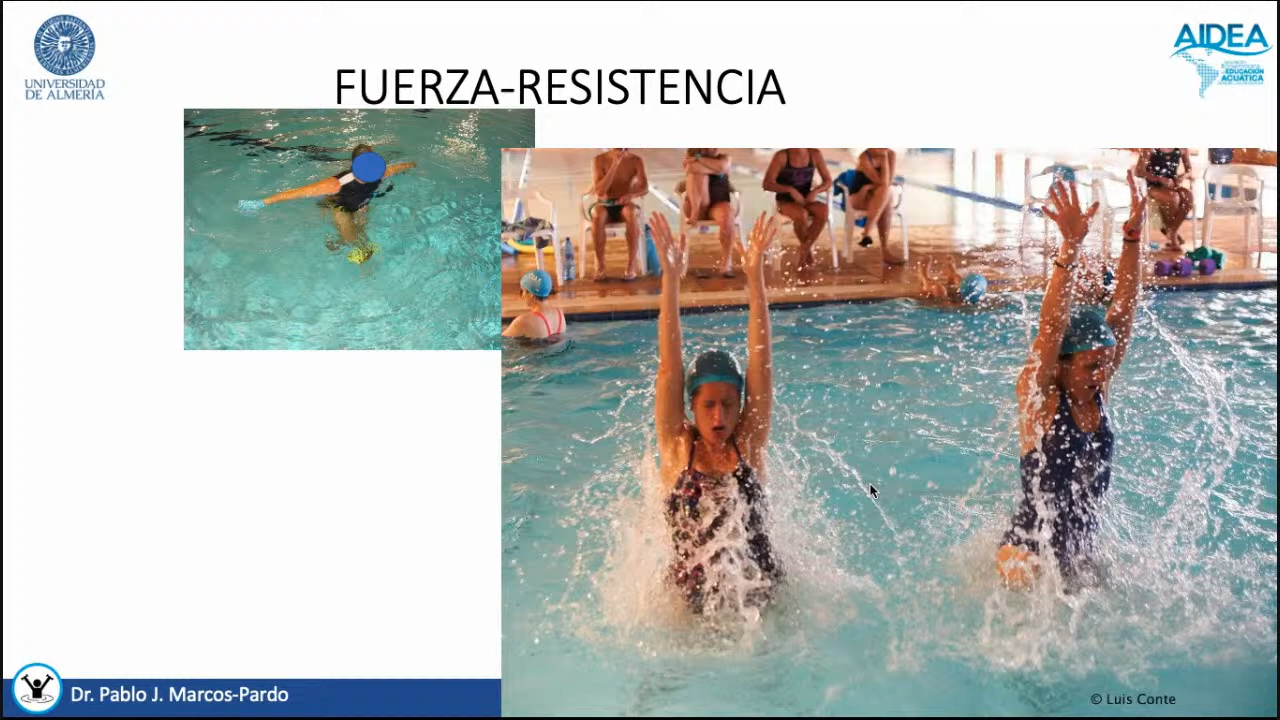 UNIVERSIDAD
DE ALMERÍA
AIDEA
EDUCACIÓN
ACUÁTICA
FUERZA-RESISTENCIA
Dr. Pablo J. Marcos-Pardo
© Luis Conte